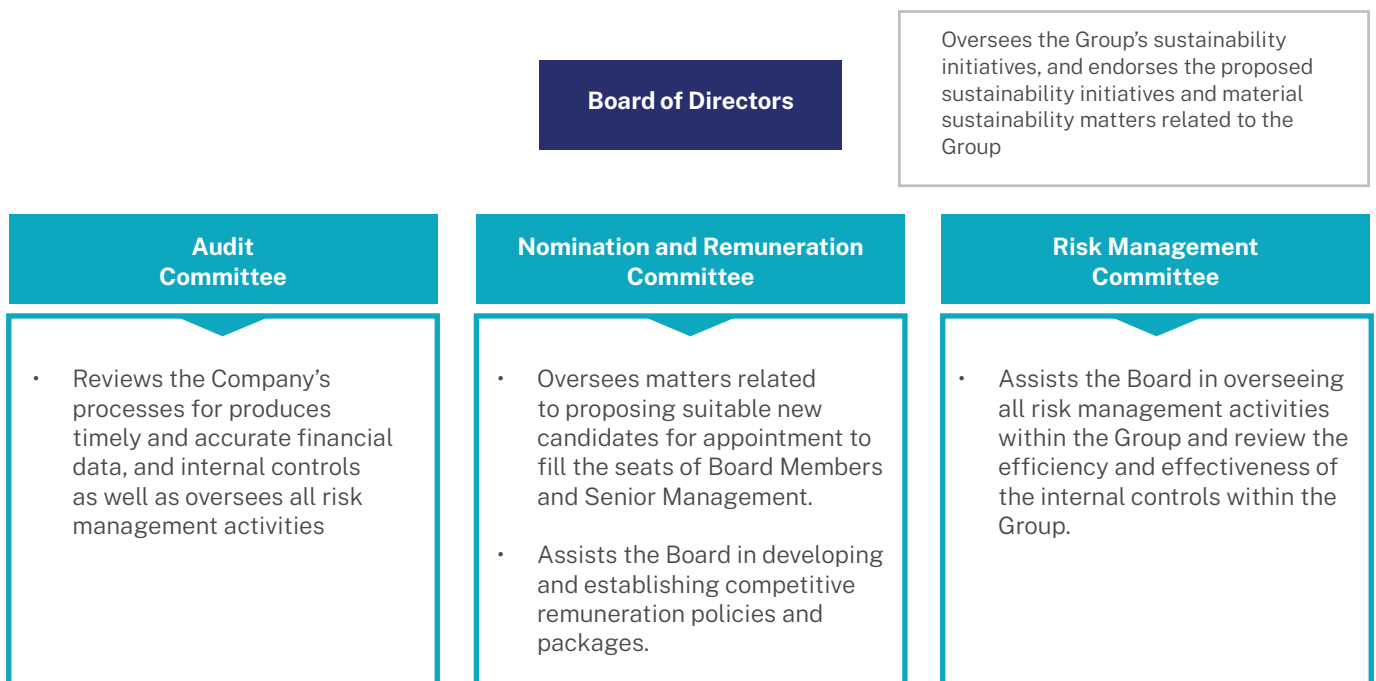 Board of Directors
Oversees the Group’s sustainability
initiatives, and endorses the proposed
sustainability initiatives and material
sustainability matters related to the
Group
Audit
Committee
• Reviews the Company’s
processes for produces
timely and accurate financial
data, and internal controls
as well as oversees all risk
management activities
Nomination and Remuneration
Committee
• Oversees matters related
to proposing suitable new
candidates for appointment to
fill the seats of Board Members
and Senior Management.
• Assists the Board in developing
and establishing competitive
remuneration policies and
packages.
Risk Management
Committee
• Assists the Board in overseeing
all risk management activities
within the Group and review the
efficiency and effectiveness of
the internal controls within the
Group.